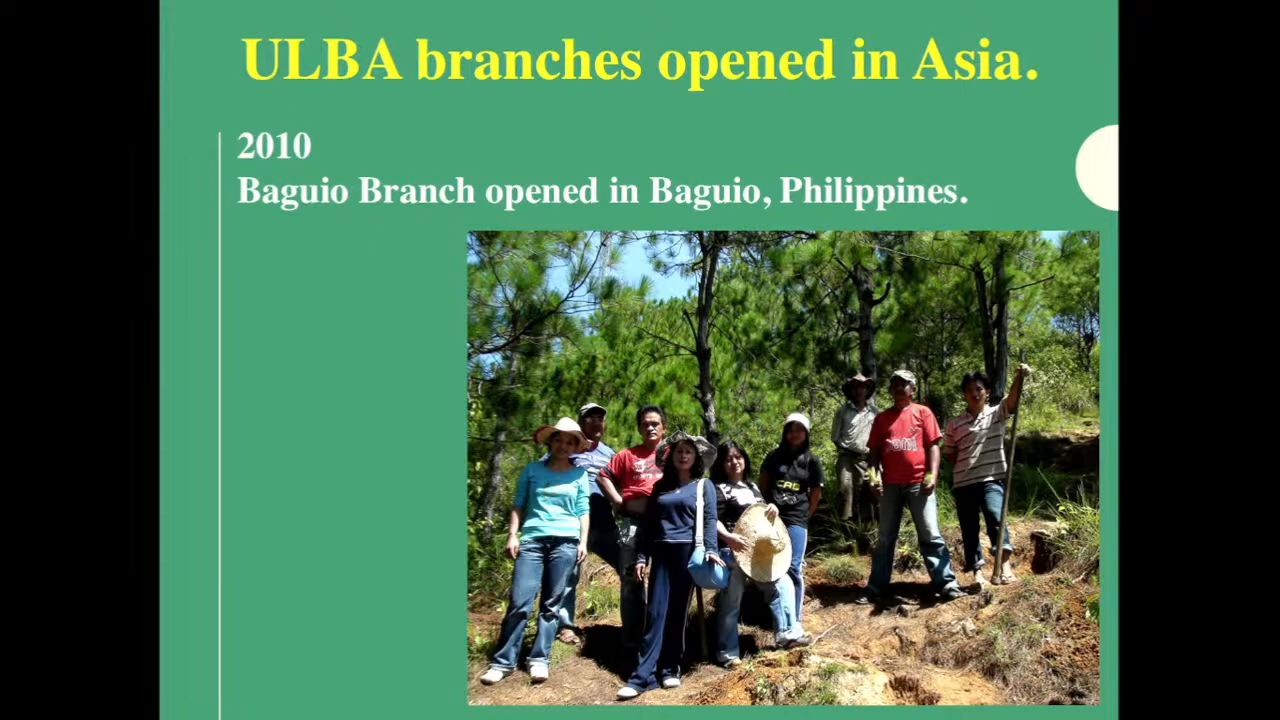 ULBA branches opened in Asia.
2010
Baguio Branch opened in Baguio, Philippines.